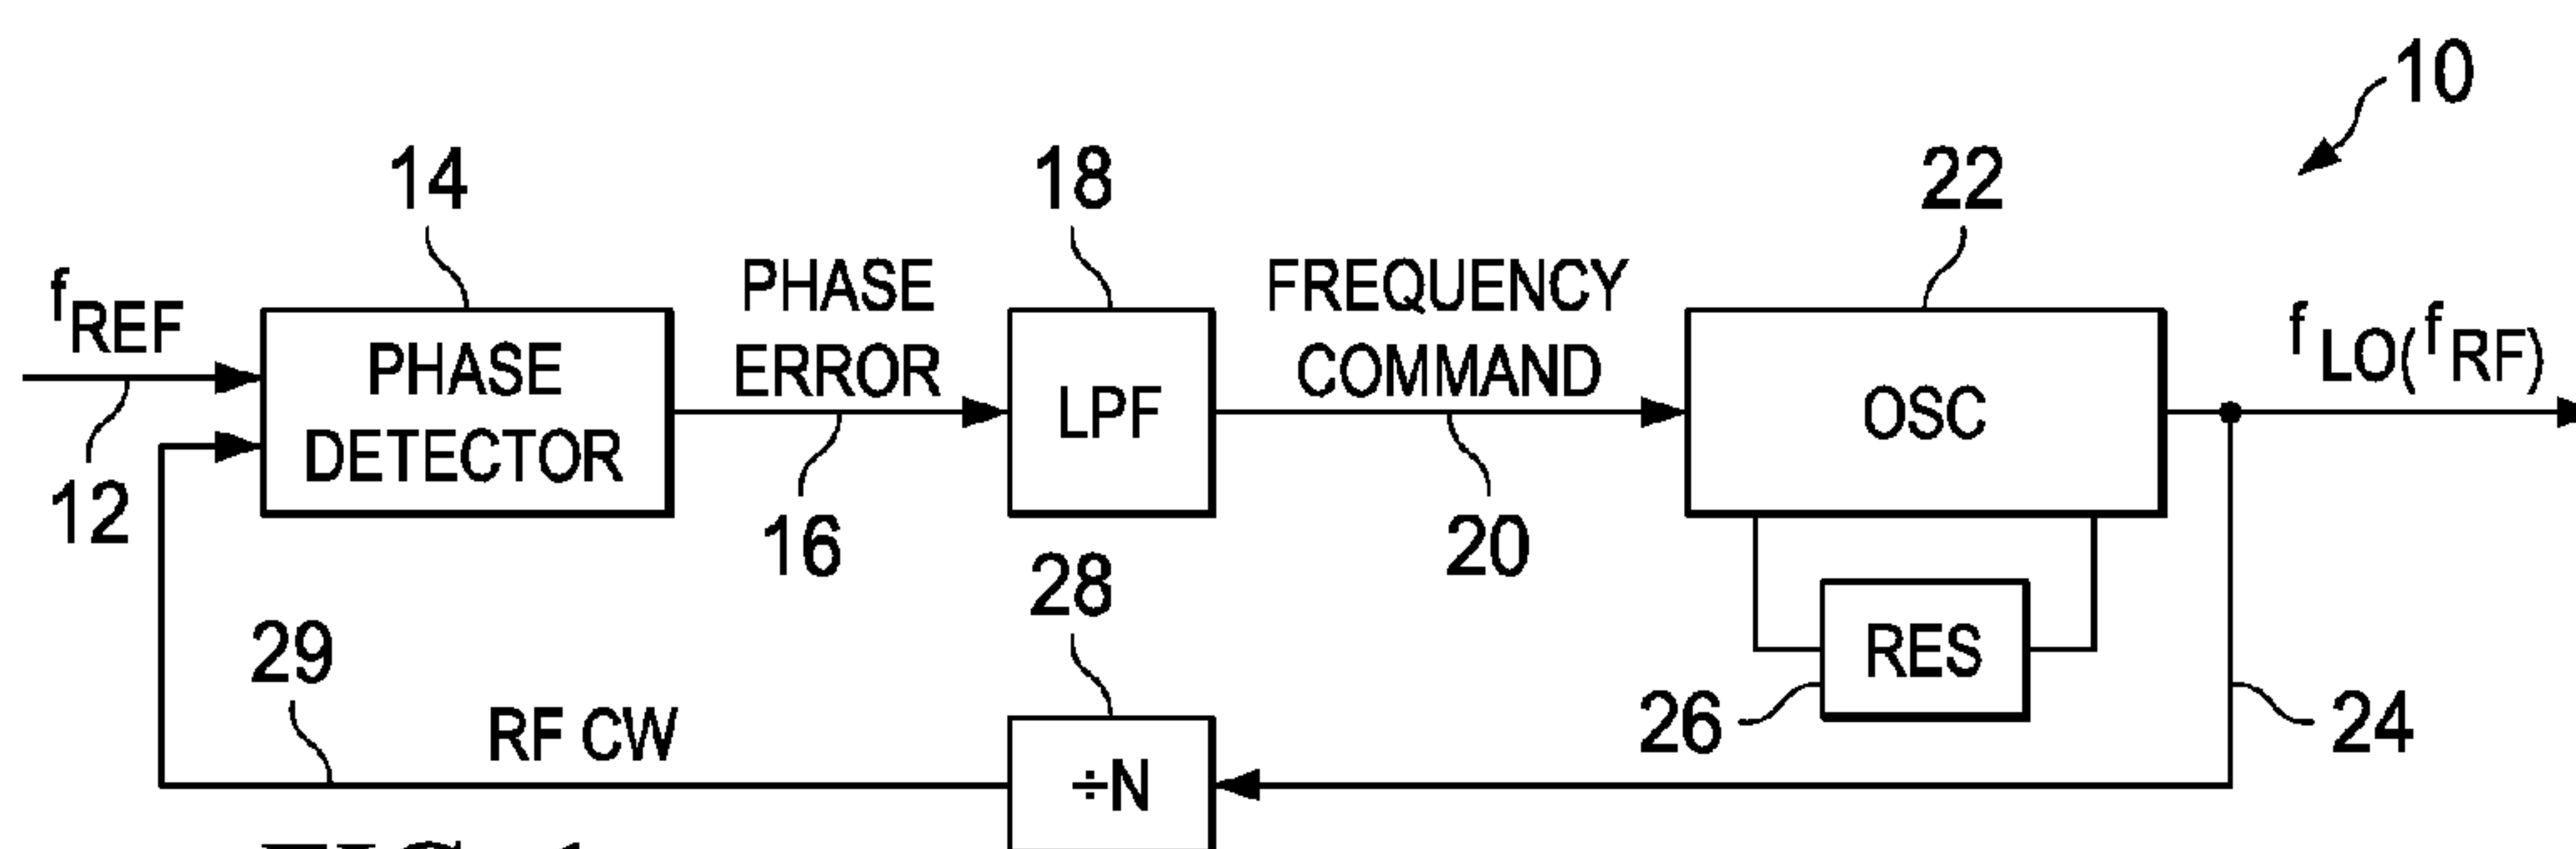 10
14
18
22
fREF
PHASE
ERROR
FREQUENCY
COMMAND
fLO(fRF)
PHASE
DETECTOR
LPF
OSC
12
16
20
28
RES
26
24
29
RF CW
÷N